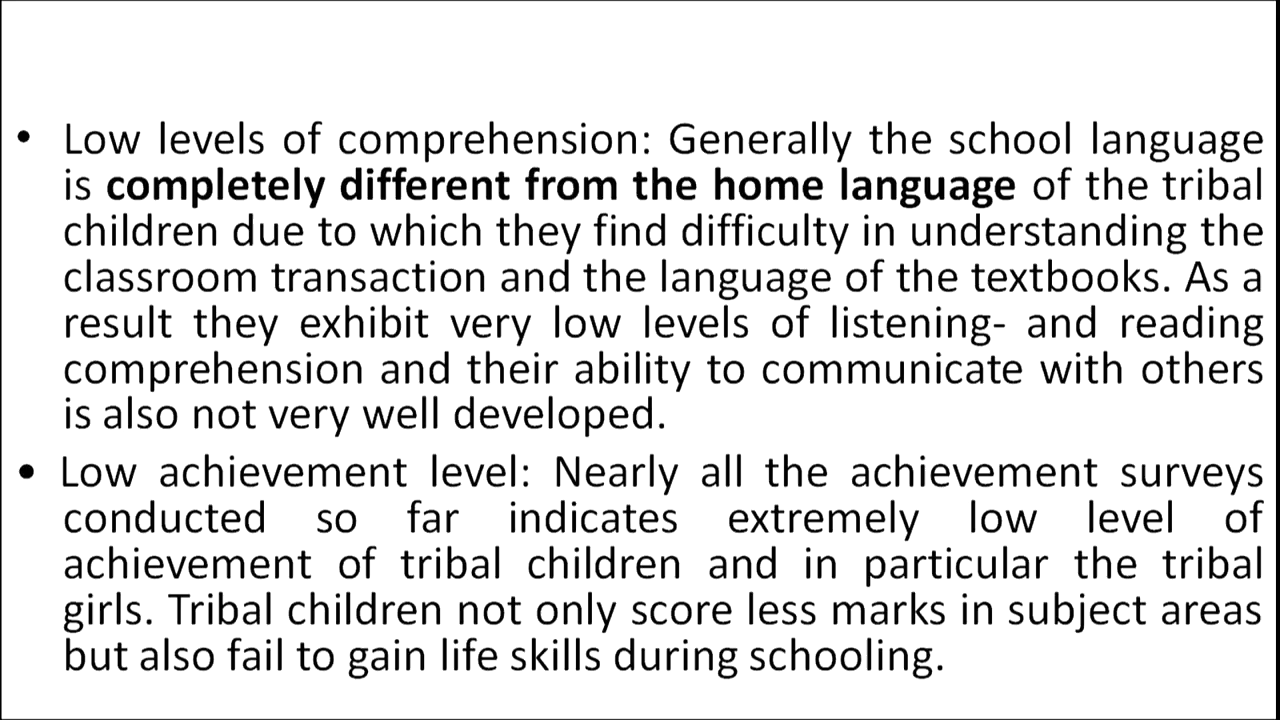 • Low levels of comprehension: Generally the school language
is completely different from the home language of the tribal
children due to which they find difficulty in understanding the
classroom transaction and the language of the textbooks. As a
result they exhibit very low levels of listening- and reading
comprehension and their ability to communicate with others
is also not very well developed.
• Low achievement level: Nearly all the achievement surveys
conducted so far indicates extremely low level of
achievement of tribal children and in particular the tribal
girls. Tribal children not only score less marks in subject areas
but also fail to gain life skills during schooling.